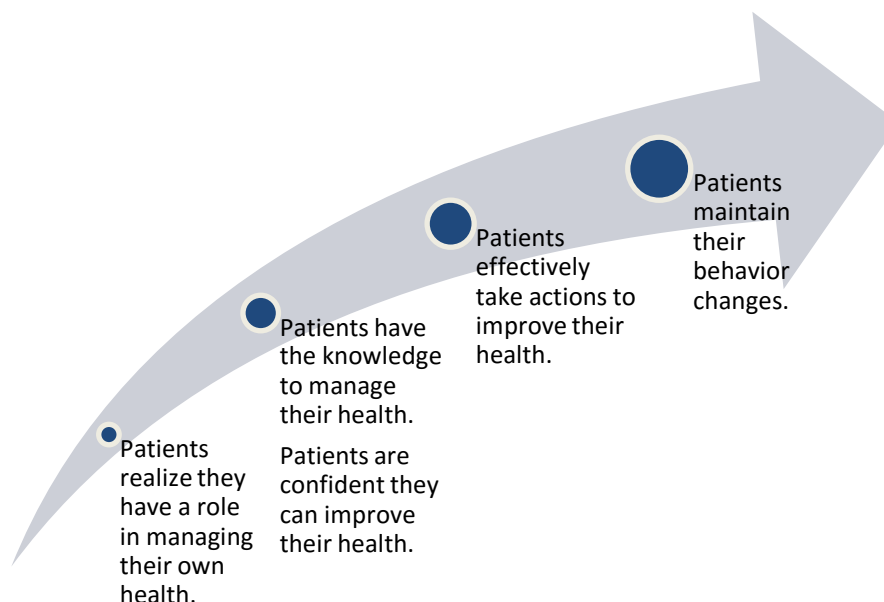 Patients
realize they
have a role
in managing
their own
health.
Patients have
the knowledge
to manage
their health.
Patients are
confident they
can improve
their health.
Patients
effectively
take actions to
improve their
health.
Patients
maintain
their
behavior
changes.